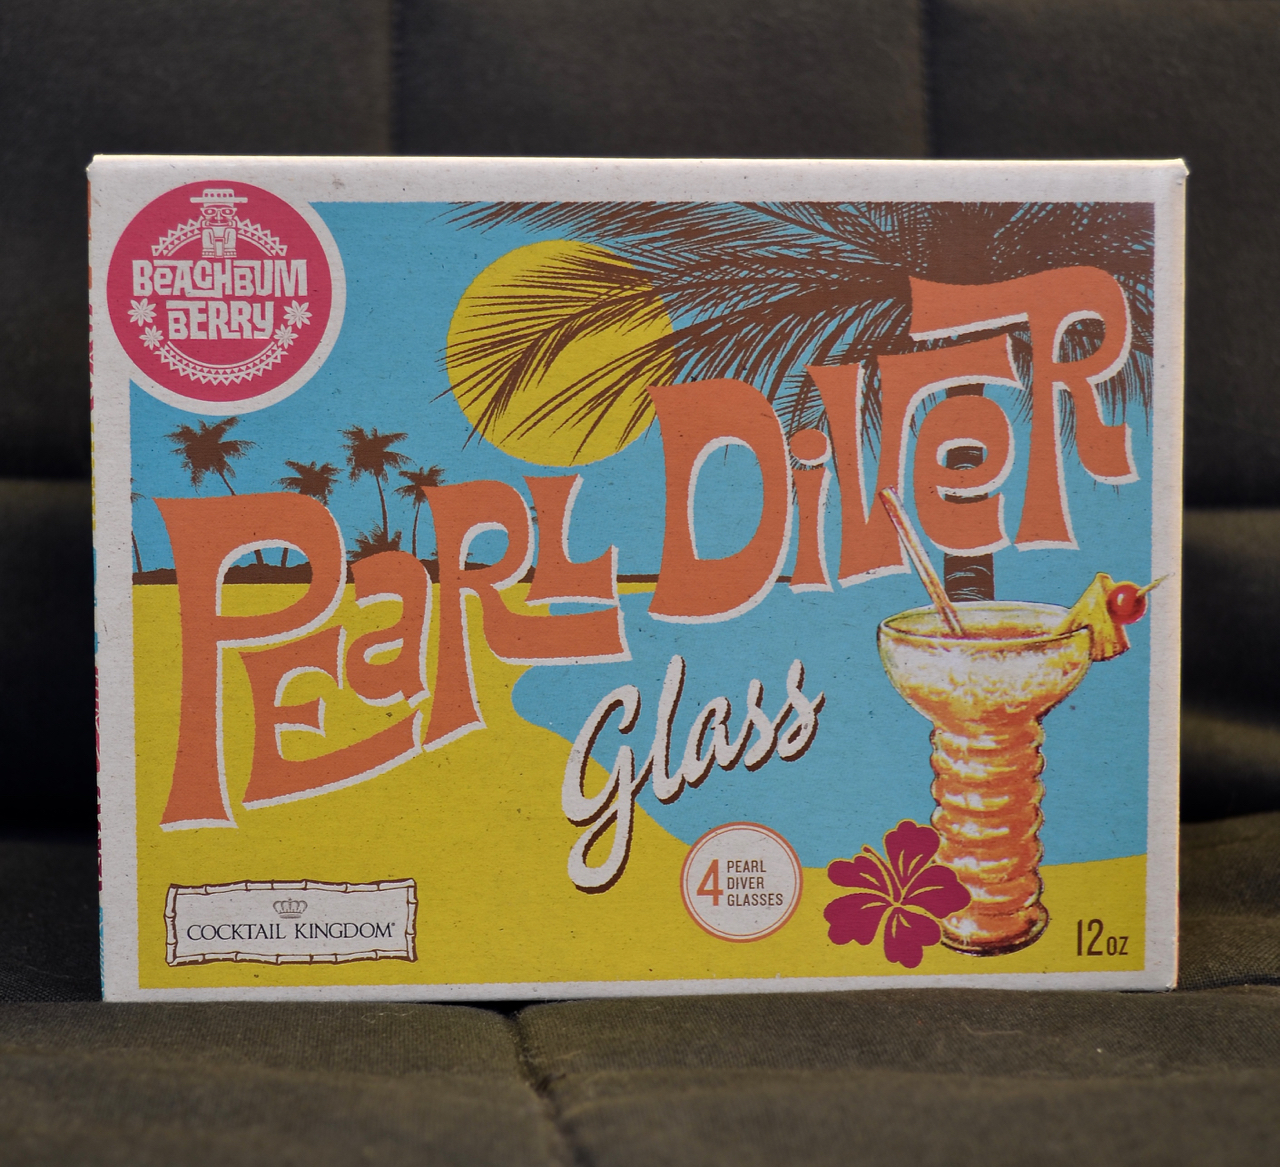 BeachBUM
BERRY
PEaRL DiVeR
Glass
4 PEARL
DIVER
GLASSES
COCKTAIL KINGDOM®
12 oz